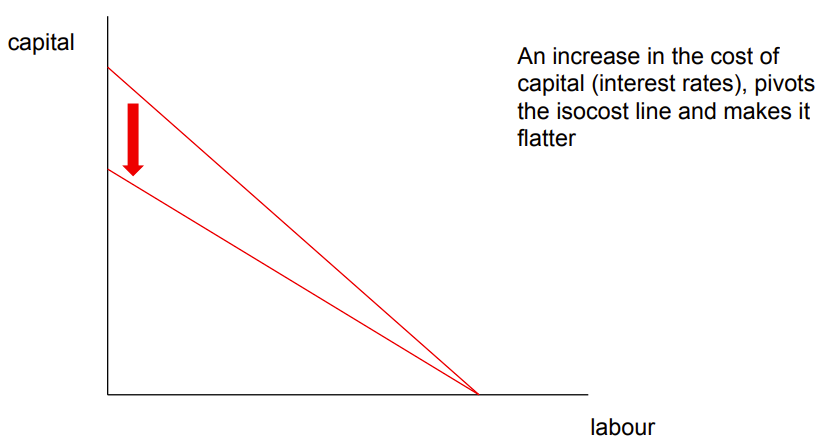 capital
An increase in the cost of
capital (interest rates), pivots
the isocost line and makes it
flatter
labour